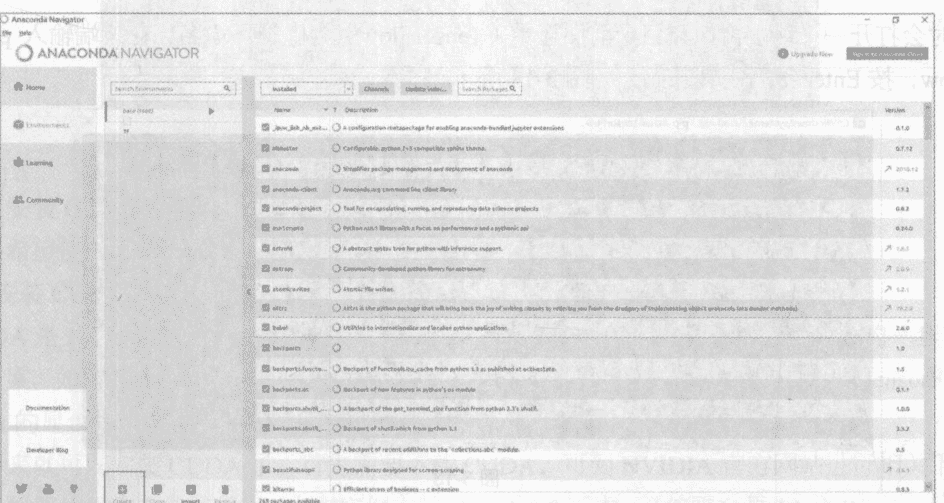 Anaconda Navigator
File Help
ANACONDA NAVIGATOR
Upgrade Now
Home
Environments
Learning
Community
Documentation
Developer Blog
Search Environments
base (root)
Installed
Channels
Update index...
Search Packages
Name T Description Version
A configuration metapackage for enabling anaconda-bundled jupyter extensions 0.1.0
alabaster Configurable, python 2+3 compatible sphinx theme. 0.7.12
anaconda Simplifies package management and deployment of anaconda 2018.12
anaconda-client Anaconda.org command line client library 1.7.2
anaconda-project Tool for encapsulating, running, and reproducing data science projects 0.8.2
asn1crypto Python asn.1 library with a focus on performance and a pythonic api 0.24.0
astroid A abstract syntax tree for python with inference support.
astropy Community-developed python library for astronomy
atomicwrites Atomic file writes.
attrs Attrs is the python package that will bring back the joy of writing classes by relieving you from the drudgery of implementing object protocols (aka dunder methods).
babel Utilities to internationalize and localize python applications 2.6.0
backports 1.0
backports.functo... Backport of functools.lru_cache from python 3.3 as published at activestate. 1.5
backports.os Backport of new features in python's os module 0.1.1
backports.shutil_... A backport of the get_terminal_size function from python 3.3's shutil. 1.0.0
backports.shutil_... Backport of shutil.which from python 3.3 3.5.2
backports_abc A backport of recent additions to the 'collections.abc' module. 0.5
beautifulsoup4 Python library designed for screen-scraping
bitarray Efficient arrays of booleans -- c extension 0.8.3
Create Clone Import Remove
packages available